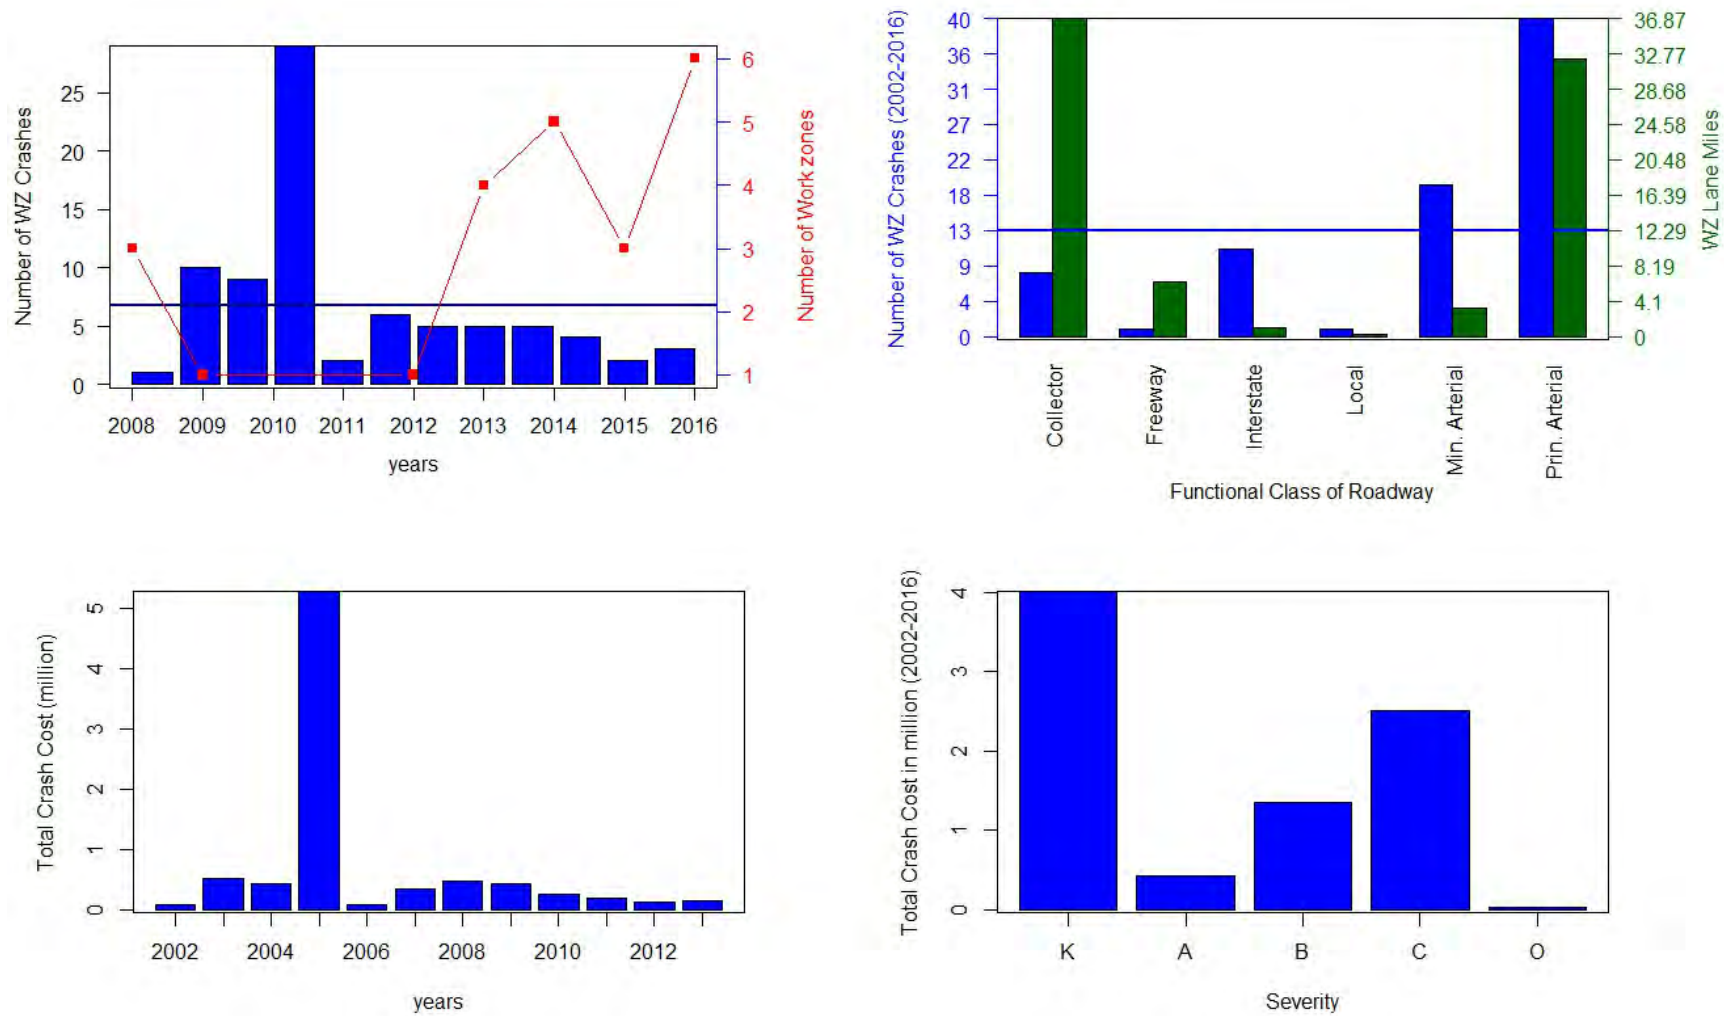 Number of WZ Crashes
25
20
15
10
5
0
6
5
4
3
2
1
Number of Work zones
2008 2009 2010 2011 2012 2013 2014 2015 2016
years
Number of WZ Crashes (2002-2016)
40
36
31
27
22
18
13
9
4
0
36.87
32.77
28.68
24.58
20.48
16.39
12.29
8.19
4.1
0
WZ Lane Miles
Collector
Freeway
Interstate
Local
Min. Arterial
Prin. Arterial
Functional Class of Roadway
Total Crash Cost (million)
5
4
3
2
1
0
2002 2004 2006 2008 2010 2012
years
Total Crash Cost in million (2002-2016)
4
3
2
1
0
K A B C O
Severity